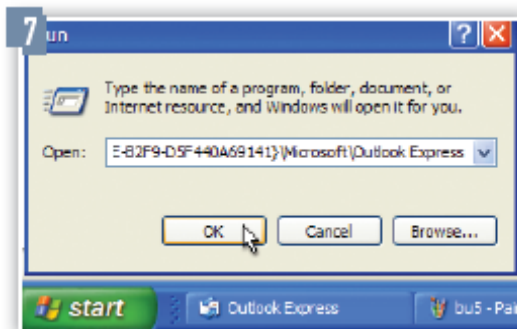 7
un
Type the name of a program, folder, document, or
Internet resource, and Windows will open it for you.
Open:
E-B2F9-D5F440A69141}\Microsoft\Outlook Express
OK
Cancel
Browse...
start
Outlook Express
bu5 - Pai